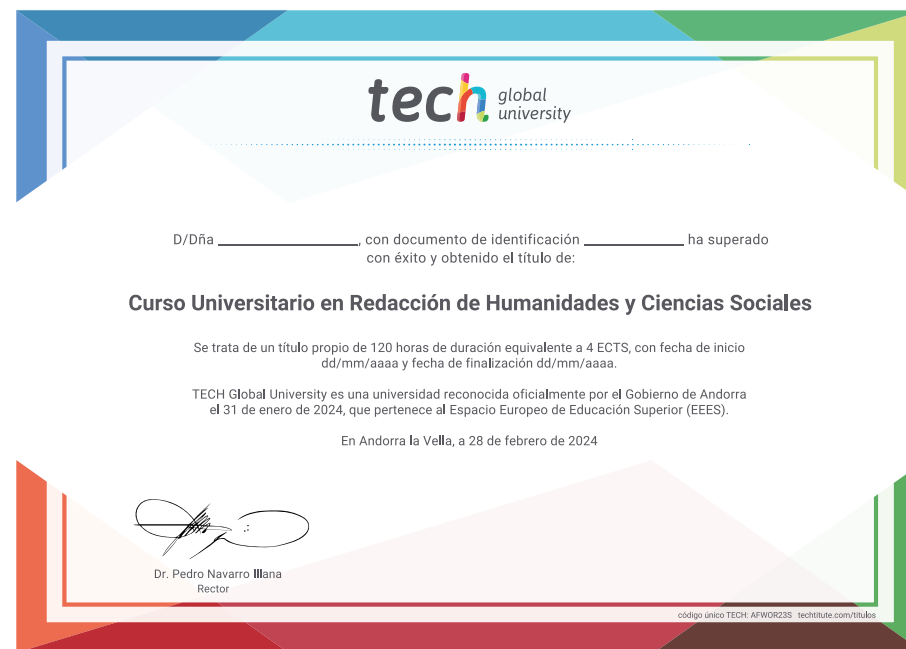 tech global university
D/Dña ____________________, con documento de identificación ______________ ha superado
con éxito y obtenido el título de:
Curso Universitario en Redacción de Humanidades y Ciencias Sociales
Se trata de un título propio de 120 horas de duración equivalente a 4 ECTS, con fecha de inicio
dd/mm/aaaa y fecha de finalización dd/mm/aaaa.
TECH Global University es una universidad reconocida oficialmente por el Gobierno de Andorra
el 31 de enero de 2024, que pertenece al Espacio Europeo de Educación Superior (EEES).
En Andorra la Vella, a 28 de febrero de 2024
Dr. Pedro Navarro Illana
Rector
código único TECH: AFWOR23S techtitute.com/titulos